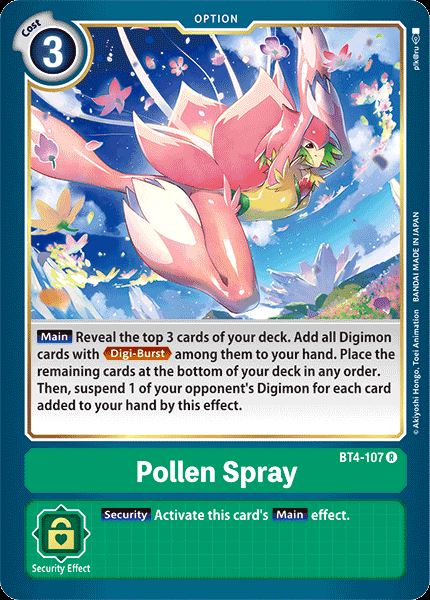 OPTION
Cost
3
plk@ru
© Akiyoshi Hongo, Toei Animation BANDAI MADE IN JAPAN
Main Reveal the top 3 cards of your deck. Add all Digimon
cards with Digi-Burst among them to your hand. Place the
remaining cards at the bottom of your deck in any order.
Then, suspend 1 of your opponent's Digimon for each card
added to your hand by this effect.
BT4-107 R
Pollen Spray
Security Activate this card's Main effect.
Security Effect